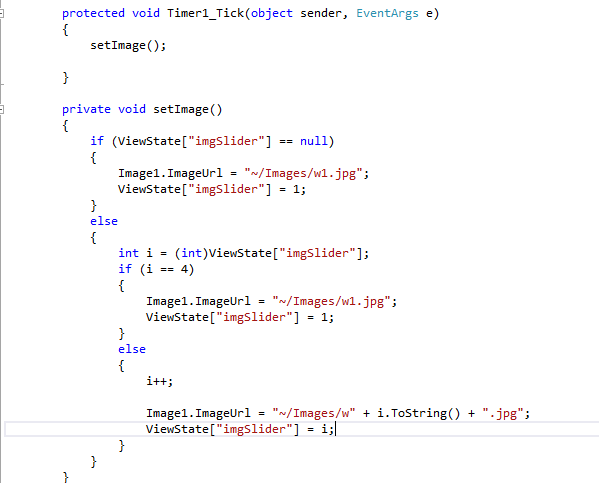 protected void Timer1_Tick(object sender, EventArgs e)
{
setImage();
}
private void setImage()
{
if (ViewState["imgSlider"] == null)
{
Image1.ImageUrl = "~/Images/w1.jpg";
ViewState["imgSlider"] = 1;
}
else
{
int i = (int)ViewState["imgSlider"];
if (i == 4)
{
Image1.ImageUrl = "~/Images/w1.jpg";
ViewState["imgSlider"] = 1;
}
else
{
i++;
Image1.ImageUrl = "~/Images/w" + i.ToString() + ".jpg";
ViewState["imgSlider"] = i;
}
}
}